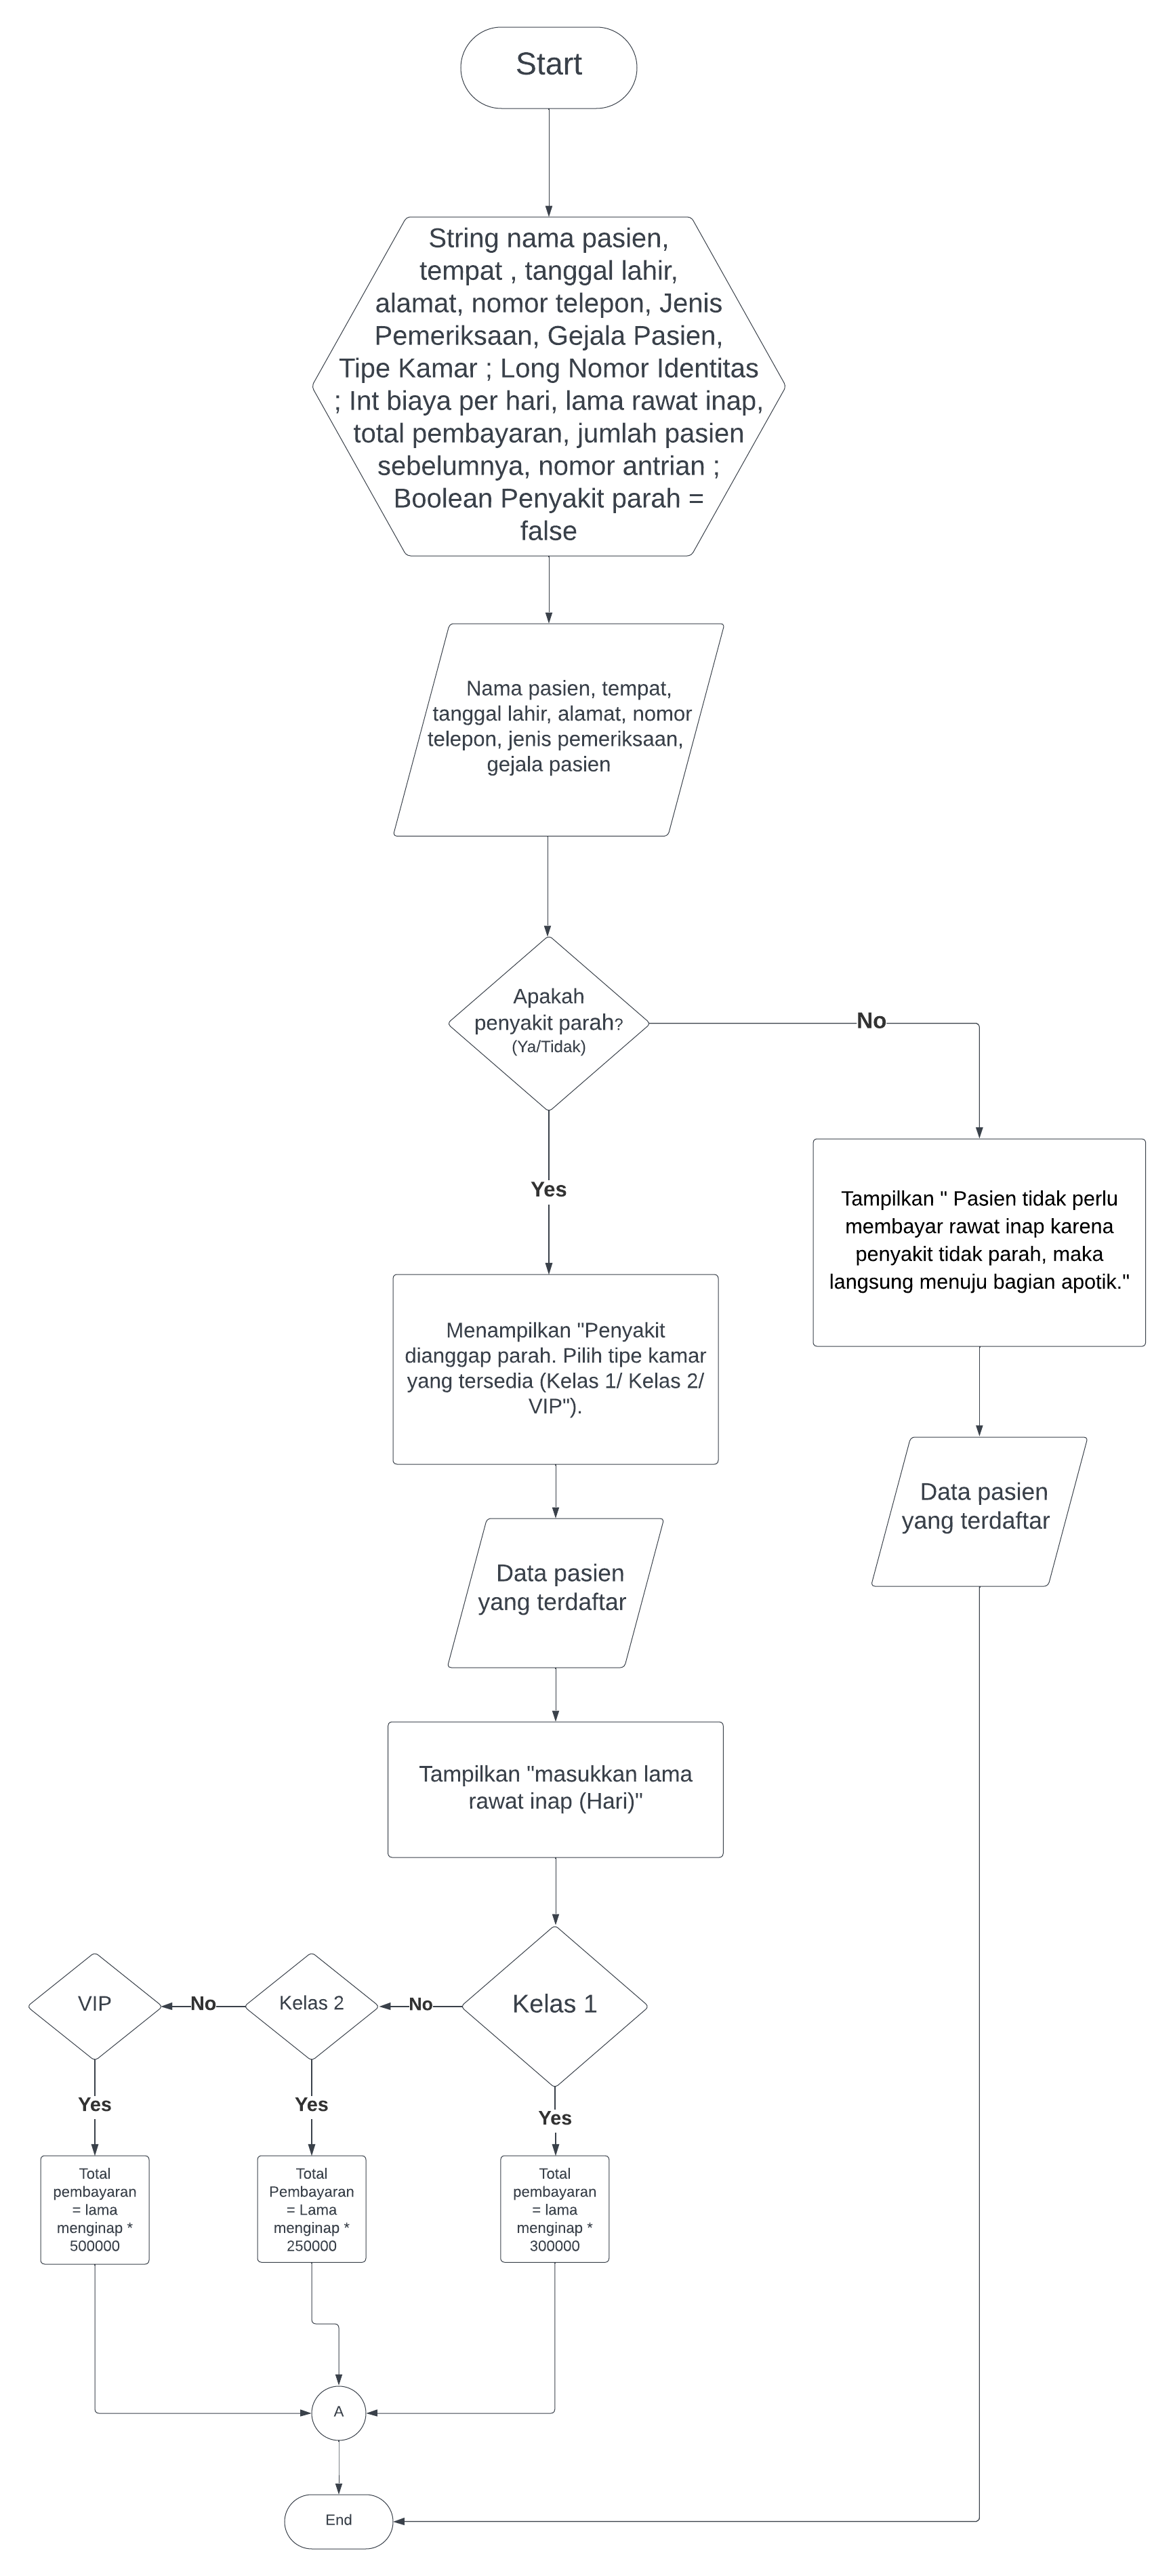 Start
String nama pasien,
tempat , tanggal lahir,
alamat, nomor telepon, Jenis
Pemeriksaan, Gejala Pasien,
Tipe Kamar ; Long Nomor Identitas
; Int biaya per hari, lama rawat inap,
total pembayaran, jumlah pasien
sebelumnya, nomor antrian ;
Boolean Penyakit parah =
false
Nama pasien, tempat,
tanggal lahir, alamat, nomor
telepon, jenis pemeriksaan,
gejala pasien
Apakah
penyakit parah?
(Ya/Tidak)
No
Yes
Tampilkan " Pasien tidak perlu
membayar rawat inap karena
penyakit tidak parah, maka
langsung menuju bagian apotik."
Menampilkan "Penyakit
dianggap parah. Pilih tipe kamar
yang tersedia (Kelas 1/ Kelas 2/
VIP").
Data pasien
yang terdaftar
Data pasien
yang terdaftar
Tampilkan "masukkan lama
rawat inap (Hari)"
VIP
No
Kelas 2
No
Kelas 1
Yes
Yes
Yes
Total
pembayaran
= lama
menginap *
500000
Total
Pembayaran
= Lama
menginap *
250000
Total
pembayaran
= lama
menginap *
300000
A
End